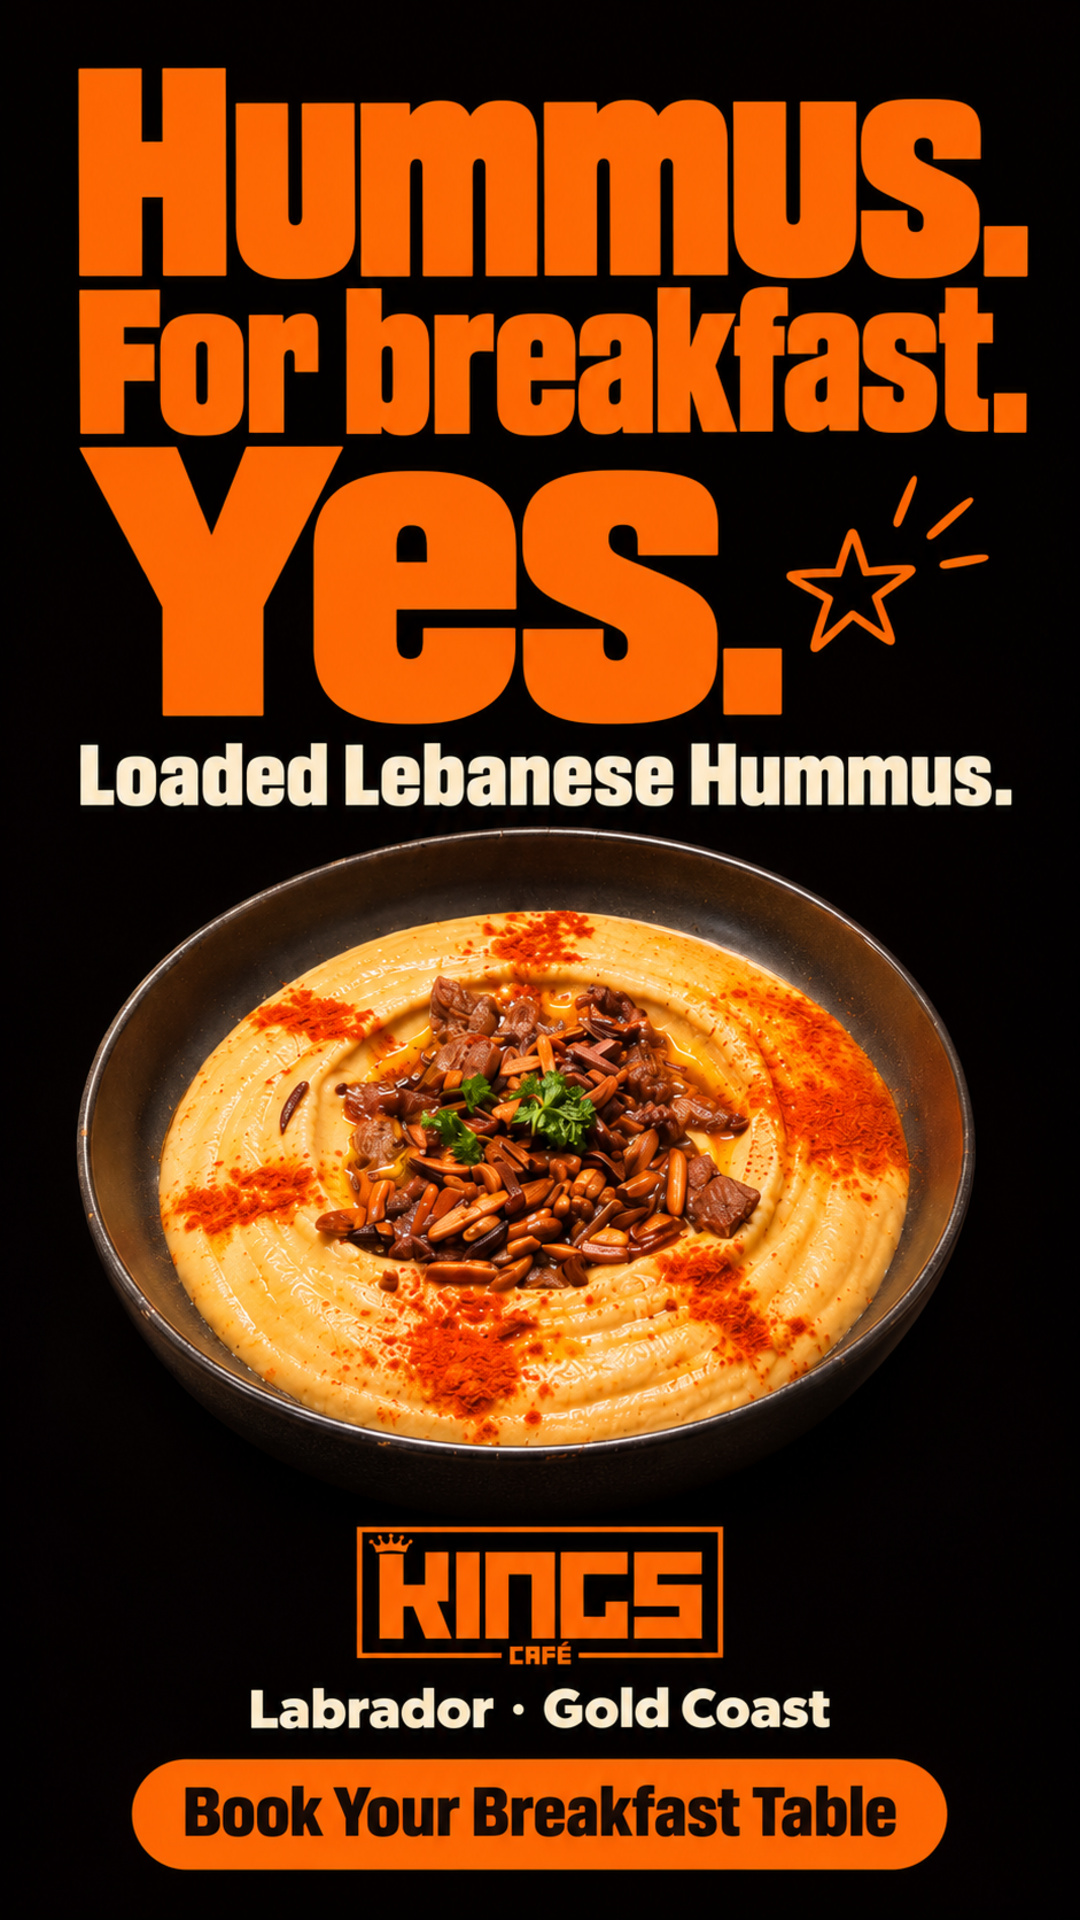 Hummus.
For breakfast.
Yes.
Loaded Lebanese Hummus.
KINGS
CAFÉ
Labrador · Gold Coast
Book Your Breakfast Table